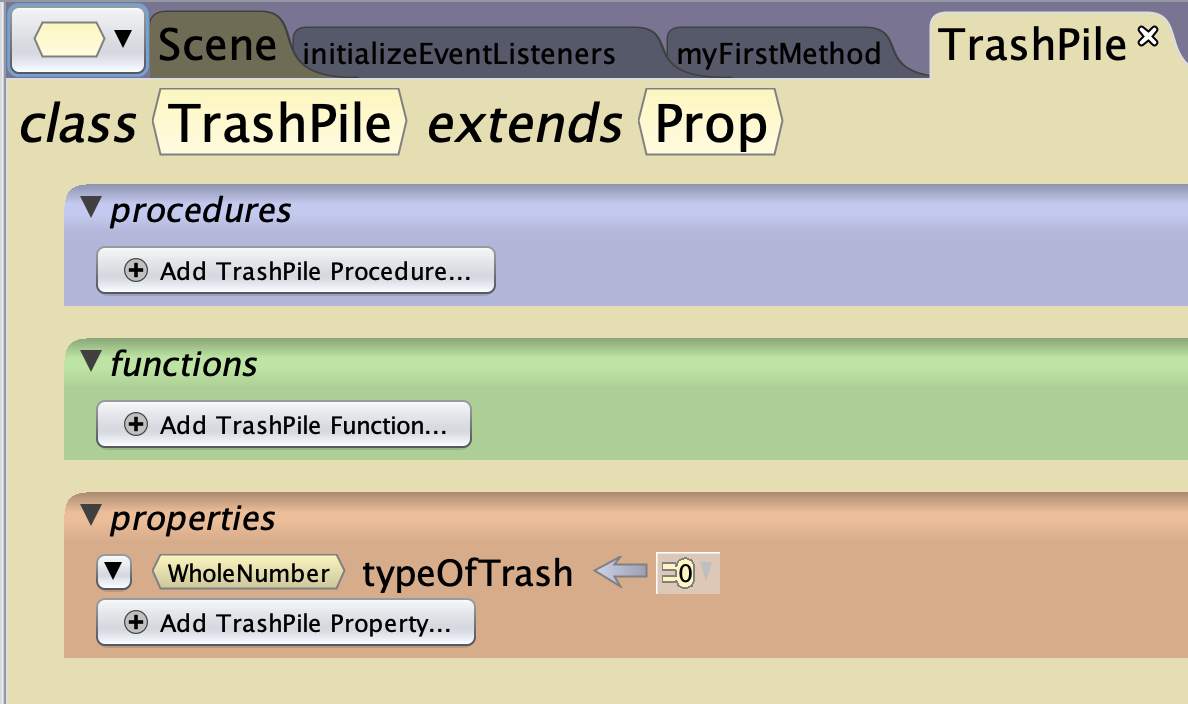 Scene initializeEventListeners myFirstMethod TrashPile
class TrashPile extends Prop
procedures
Add TrashPile Procedure...
functions
Add TrashPile Function...
properties
WholeNumber typeOfTrash 0
Add TrashPile Property...